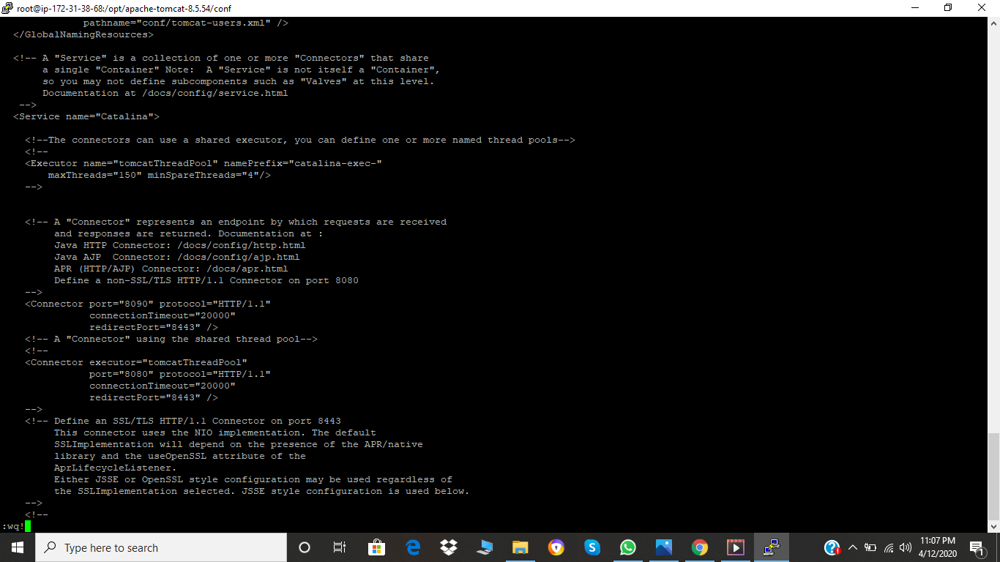 root@ip-172-31-38-68:/opt/apache-tomcat-8.5.54/conf
pathname="conf/tomcat-users.xml" />
</GlobalNamingResources>
<!-- A "Service" is a collection of one or more "Connectors" that share
a single "Container" Note:  A "Service" is not itself a "Container",
so you may not define subcomponents such as "Valves" at this level.
Documentation at /docs/config/service.html
-->
<Service name="Catalina">
<!--The connectors can use a shared executor, you can define one or more named thread pools-->
<!--
<Executor name="tomcatThreadPool" namePrefix="catalina-exec-"
maxThreads="150" minSpareThreads="4"/>
-->
<!-- A "Connector" represents an endpoint by which requests are received
and responses are returned. Documentation at :
Java HTTP Connector: /docs/config/http.html
Java AJP  Connector: /docs/config/ajp.html
APR (HTTP/AJP) Connector: /docs/apr.html
Define a non-SSL/TLS HTTP/1.1 Connector on port 8080
-->
<Connector port="8090" protocol="HTTP/1.1"
connectionTimeout="20000"
redirectPort="8443" />
<!-- A "Connector" using the shared thread pool-->
<!--
<Connector executor="tomcatThreadPool"
port="8080" protocol="HTTP/1.1"
connectionTimeout="20000"
redirectPort="8443" />
-->
<!-- Define an SSL/TLS HTTP/1.1 Connector on port 8443
This connector uses the NIO implementation. The default
SSLImplementation will depend on the presence of the APR/native
library and the useOpenSSL attribute of the
AprLifecycleListener.
Either JSSE or OpenSSL style configuration may be used regardless of
the SSLImplementation selected. JSSE style configuration is used below.
-->
<!--
:wq!
Type here to search
11:07 PM
4/12/2020
1